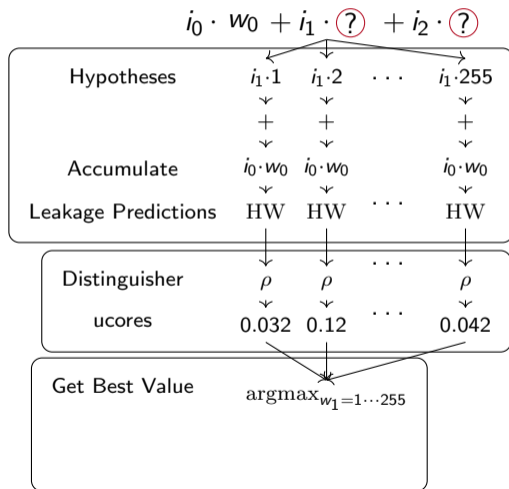 i₀ · w₀ + i₁ · ? + i₂ · ?
Hypotheses i₁·1 i₁·2 · · · i₁·255
+ + +
Accumulate i₀·w₀ i₀·w₀ i₀·w₀
Leakage Predictions HW HW · · · HW
· · ·
Distinguisher ρ ρ ρ
ucores 0.032 0.12 · · · 0.042
Get Best Value argmax w₁=1···255